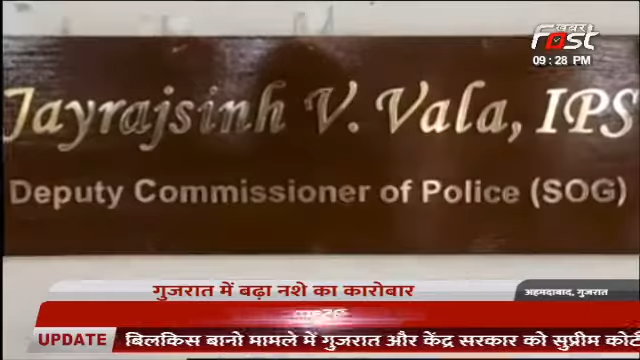 खबर
FAST
09:28 PM
Jayrajsinh V. Vala, IPS
Deputy Commissioner of Police (SOG)
गुजरात में बढ़ा नशे का कारोबार
अहमदाबाद, गुजरात
UPDATE
बिलकिस बानो मामले में गुजरात और केंद्र सरकार को सुप्रीम कोर्ट